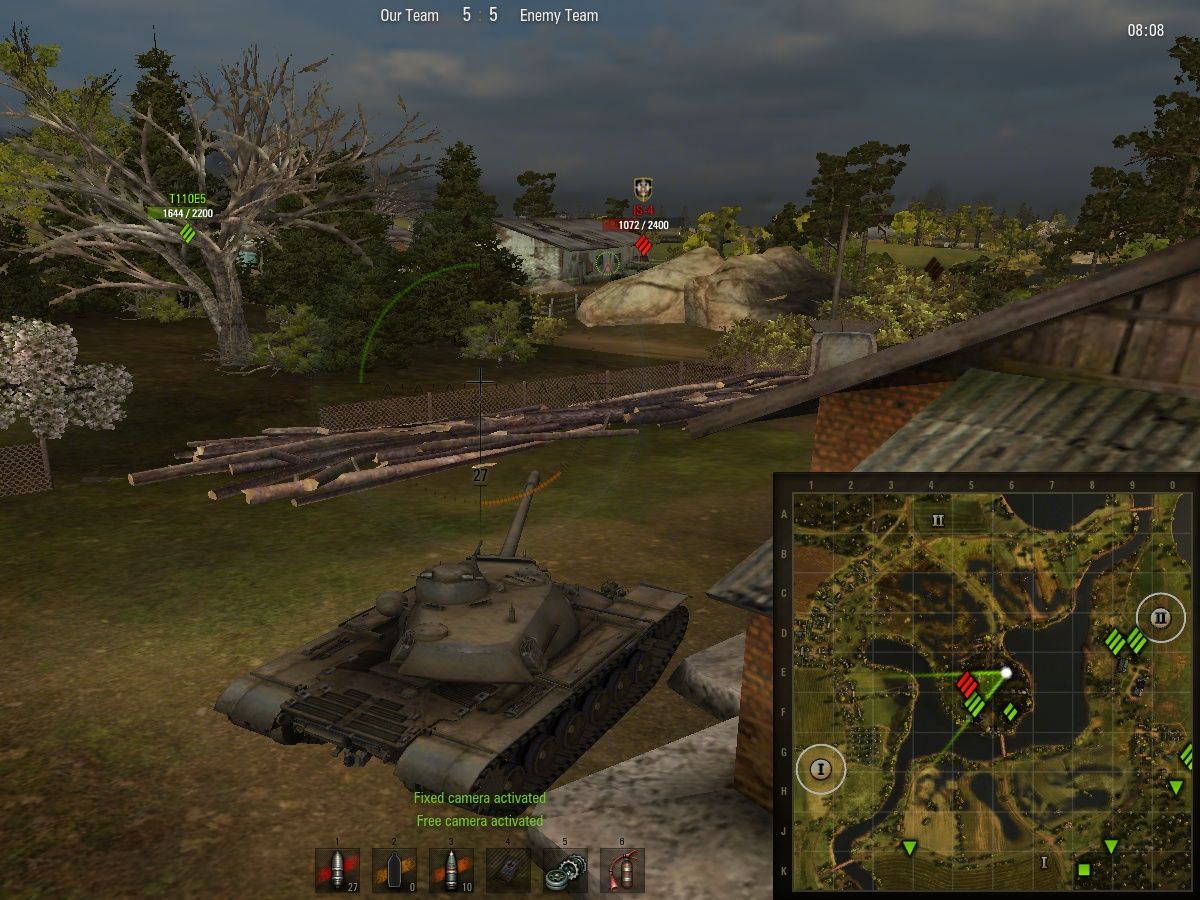 Our Team 5 : 5 Enemy Team
08:08
T110E5
1644 / 2200
IS-4
1072 / 2400
27
Fixed camera activated
Free camera activated
1 2 3 4 5 6
27 0 10
1 2 3 4 5 6 7 8 9 0
A
B
C
D
E
F
G
H
J
K
II
II
I
I